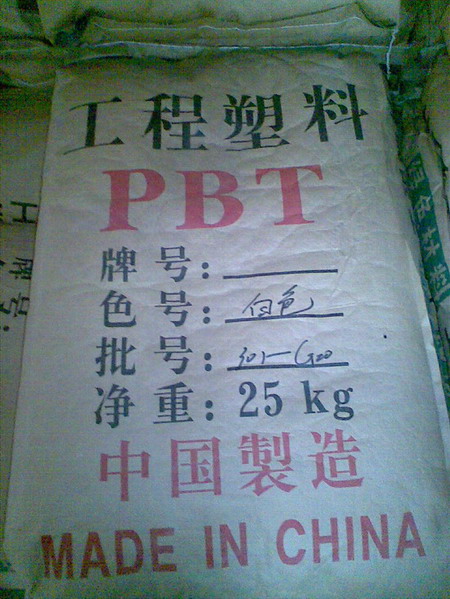 工程塑料
PBT
牌号:
色号: 白色
批号: 301-G
净重: 25 kg
中国製造
MADE IN CHINA